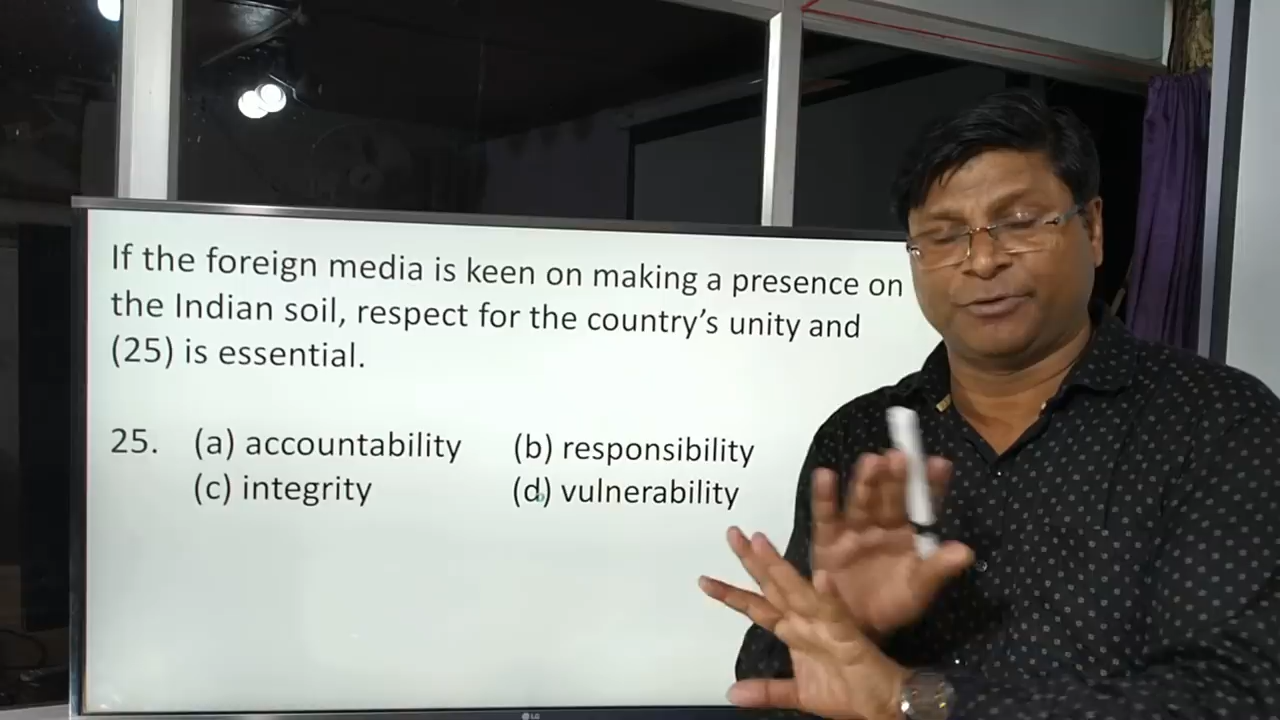 If the foreign media is keen on making a presence on
the Indian soil, respect for the country’s unity and
(25) is essential.
25. (a) accountability (b) responsibility
(c) integrity (d) vulnerability
LG